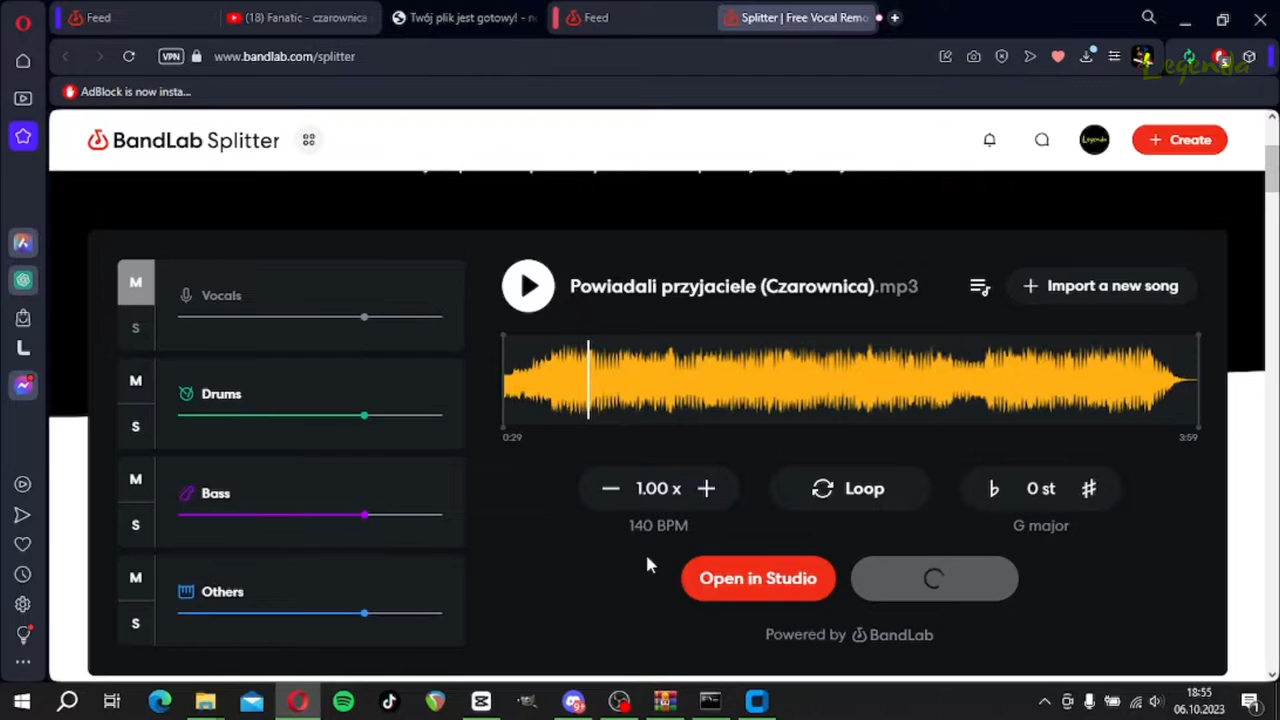 Feed
(18) Fanatic - czarownica
Twój plik jest gotowy! - n
Feed
Splitter | Free Vocal Remo
VPN
www.bandlab.com/splitter
Legenda
AdBlock is now insta...
BandLab Splitter
Legenda
+ Create
M
S
Vocals
Powiadali przyjaciele (Czarownica).mp3
+ Import a new song
M
S
Drums
0:29
3:59
M
S
Bass
1.00 x
Loop
0 st
140 BPM
G major
M
S
Others
Open in Studio
Powered by BandLab
18:55
06.10.2023